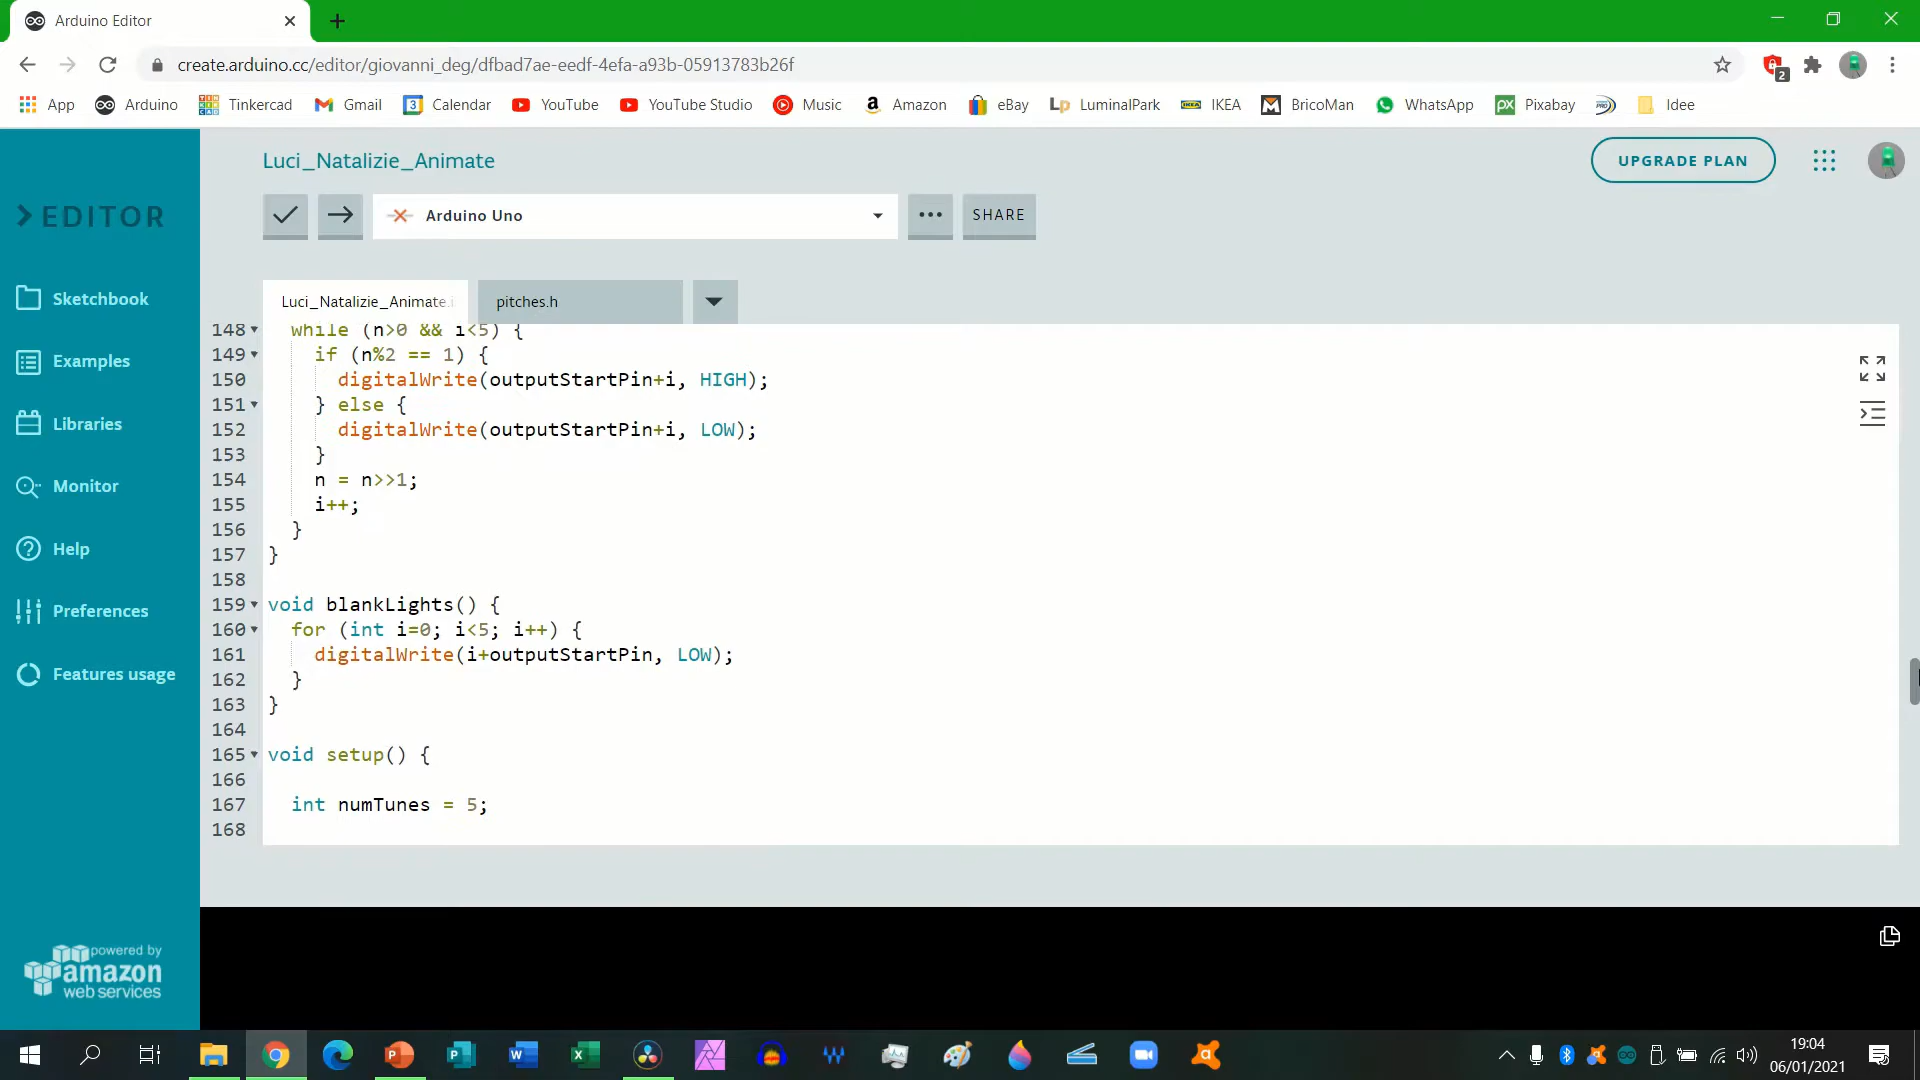 Arduino Editor
create.arduino.cc/editor/giovanni_deg/dfbad7ae-eedf-4efa-a93b-05913783b26f
2
App Arduino Tinkercad Gmail Calendar YouTube YouTube Studio Music Amazon eBay LuminalPark IKEA BricoMan WhatsApp Pixabay Idee
EDITOR
Sketchbook
Examples
Libraries
Monitor
Help
Preferences
Features usage
powered by
amazon
web services
Luci_Natalizie_Animate
UPGRADE PLAN
Arduino Uno
SHARE
Luci_Natalizie_Animate.i
pitches.h
148 while (n>0 && i<5) {
149 if (n%2 == 1) {
150 digitalWrite(outputStartPin+i, HIGH);
151 } else {
152 digitalWrite(outputStartPin+i, LOW);
153 }
154 n = n>>1;
155 i++;
156 }
157 }
158
159 void blankLights() {
160 for (int i=0; i<5; i++) {
161 digitalWrite(i+outputStartPin, LOW);
162 }
163 }
164
165 void setup() {
166
167 int numTunes = 5;
168
19:04
06/01/2021